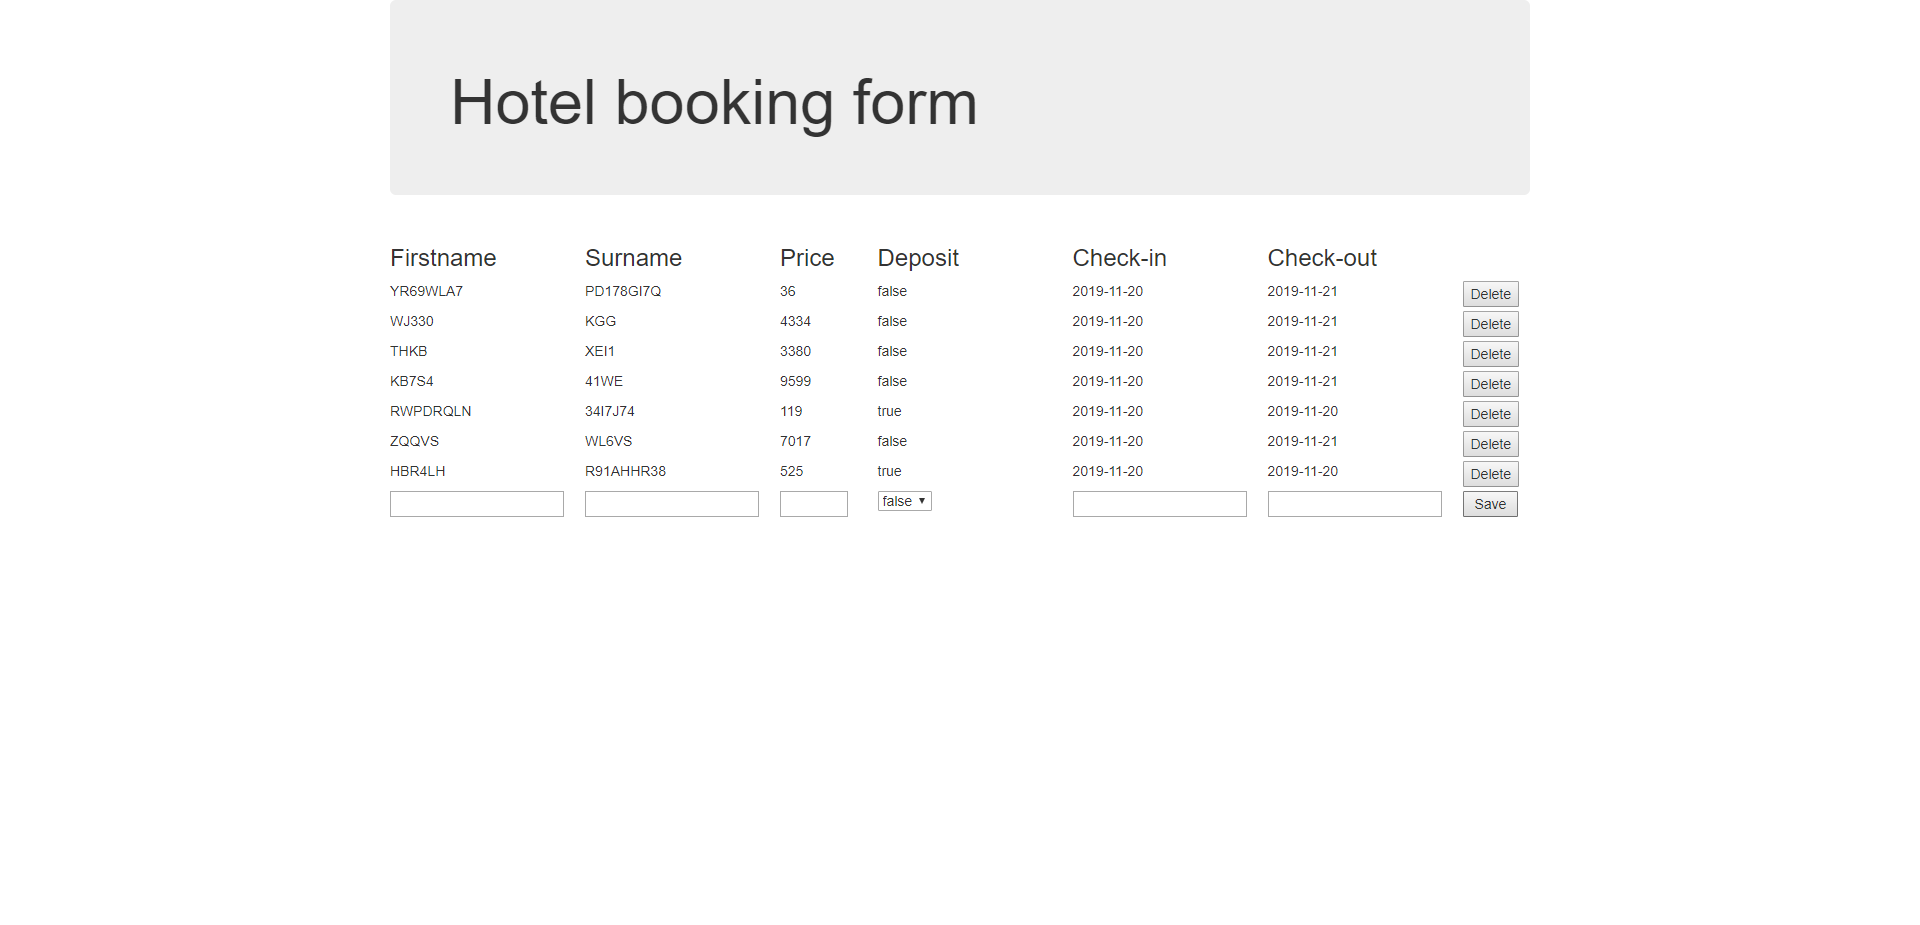 Hotel booking form
Firstname Surname Price Deposit Check-in Check-out
YR69WLA7 PD178GI7Q 36 false 2019-11-20 2019-11-21 Delete
WJ330 KGG 4334 false 2019-11-20 2019-11-21 Delete
THKB XEI1 3380 false 2019-11-20 2019-11-21 Delete
KB7S4 41WE 9599 false 2019-11-20 2019-11-21 Delete
RWPDRQLN 34I7J74 119 true 2019-11-20 2019-11-20 Delete
ZQQVS WL6VS 7017 false 2019-11-20 2019-11-21 Delete
HBR4LH R91AHHR38 525 true 2019-11-20 2019-11-20 Delete
false Save